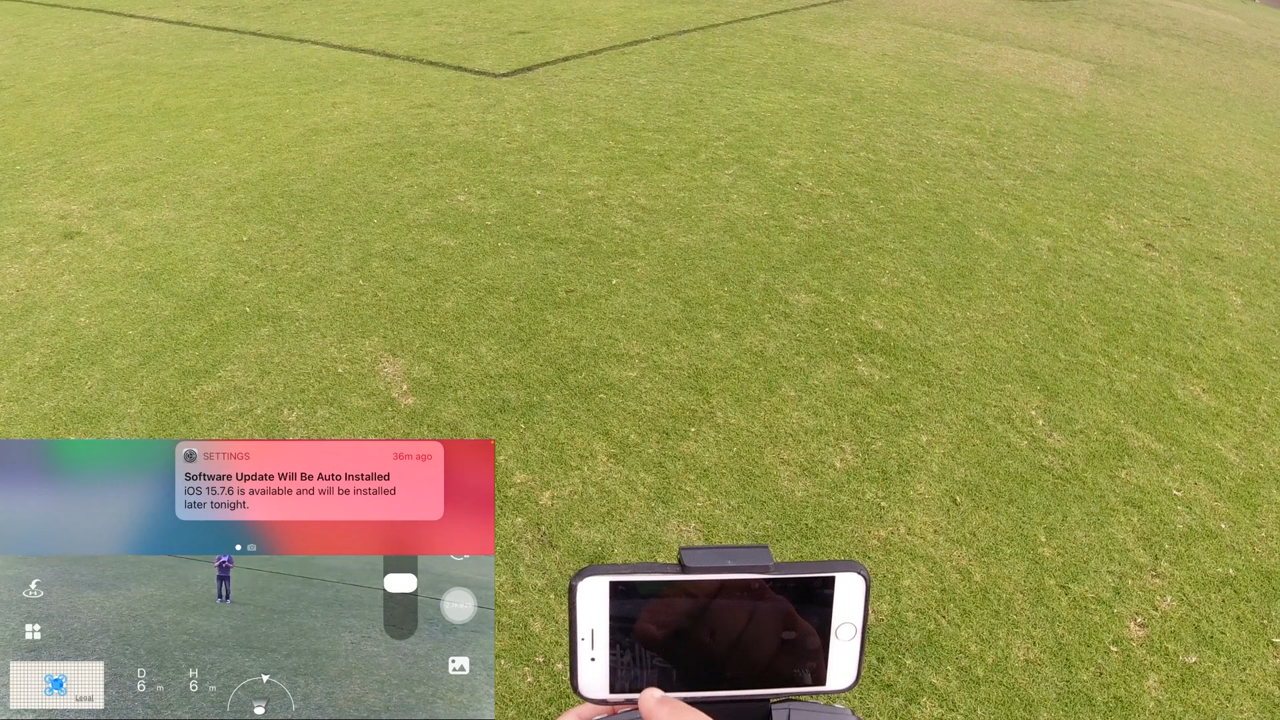 SETTINGS 36m ago
Software Update Will Be Auto Installed
iOS 15.7.6 is available and will be installed
later tonight.
D H
6 m 6 m
Legal